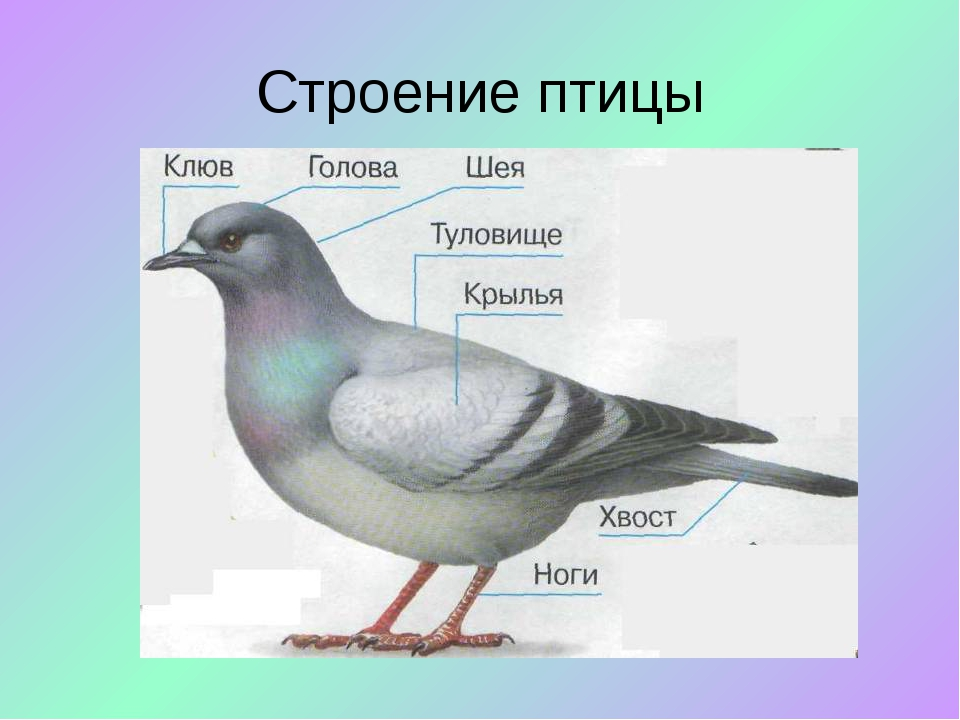 Строение птицы
Клюв Голова Шея
Туловище
Крылья
Хвост
Ноги